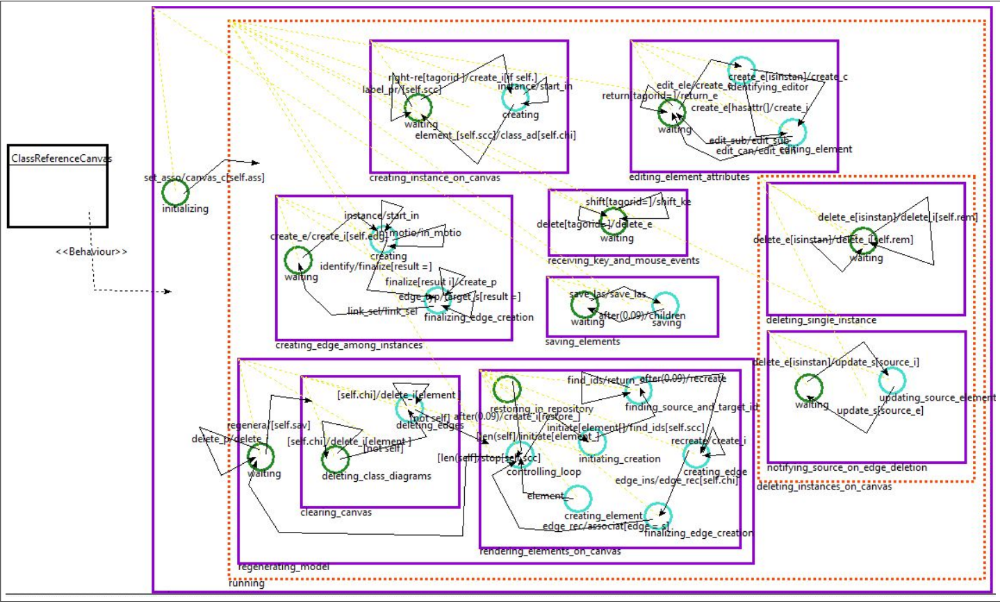 ClassReferenceCanvas
<<Behaviour>>
set_asso/canvas_c[self.ass]
initializing
right-re[tagorid ]/create_i[if self.]
label_pr/[self.scc]
instance/start_in
creating
waiting
element_[self.scc]/class_ad[self.chi]
creating_instance_on_canvas
create_e[isinstan]/create_c
identifying_editor
return[tagorid=]/return_e
create_e[hasattr(]/create_i
waiting
edit_sub/edit_sub
edit_can/edit_can
editing_element
editing_element_attributes
instance/start_in
create_e/create_i[self.edg
_motio/in_motio
creating
identify/finalize[result =]
waiting
finalize[result i]/create_p
edge_typ/target_s[result =]
link_sel/link_sel
finalizing_edge_creation
creating_edge_among_instances
shift[tagorid=]/shift_ke
delete[tagorid=]/delete_e
waiting
receiving_key_and_mouse_events
save_las/save_las
after(0.09)/children
waiting
saving
saving_elements
delete_e[isinstan]/delete_i[self.rem]
delete_e[isinstan]/delete_i[self.rem]
waiting
deleting_single_instance
delete_e[isinstan]/update_s[source_i]
updating_source_element
waiting
update_s[source_e]
notifying_source_on_edge_deletion
deleting_instances_on_canvas
[self.chi]/delete_i[element_]
[not self]
deleting_edges
regenera/[self.sav]
delete_p/delete_
[self.chi]/delete_i[element_]
[not self]
waiting
deleting_class_diagrams
clearing_canvas
after(0.09)/create_i[restore_]
restoring_in_repository
find_ids/return_s
after(0.09)/recreate
finding_source_and_target_id
initiate[element[]/find_ids[self.scc]
[len(self]/initiate[element_]
recreate/create_i
[len(self]/stop[self.scc]
initiating_creation
controlling_loop
creating_edge
edge_ins/edge_rec[self.chi]
element_
creating_element
edge_rec/associat[edge = s]
finalizing_edge_creation
rendering_elements_on_canvas
regenerating_model
running